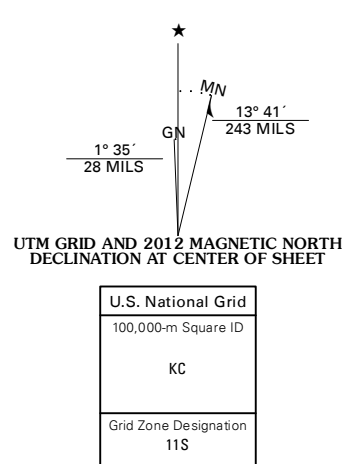 ★
MN
GN
13° 41´
243 MILS
1° 35´
28 MILS
UTM GRID AND 2012 MAGNETIC NORTH
DECLINATION AT CENTER OF SHEET
U.S. National Grid
100,000-m Square ID
KC
Grid Zone Designation
11S